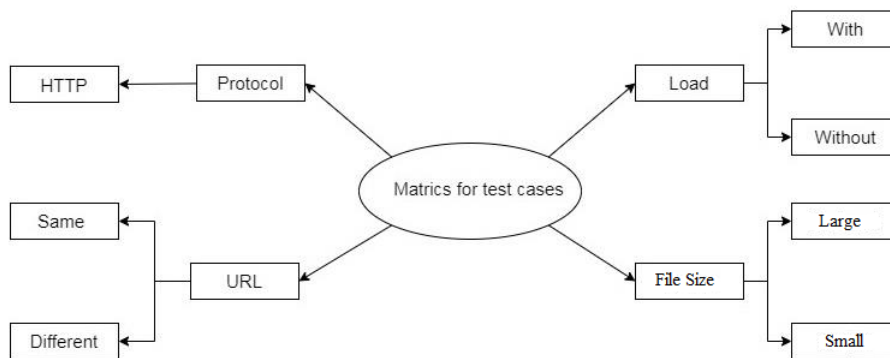 With
HTTP
Protocol
Load
Without
Matrics for test cases
Same
Large
URL
File Size
Different
Small